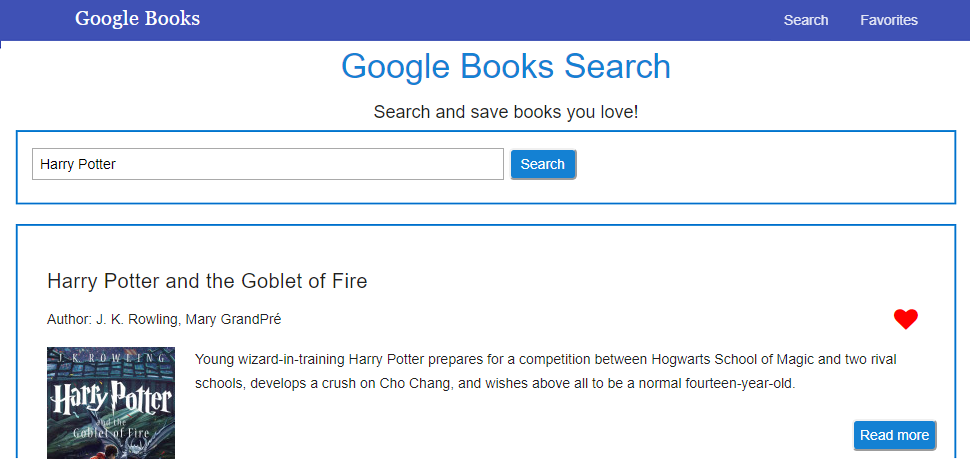 Google Books
Search
Favorites
Google Books Search
Search and save books you love!
Harry Potter
Search
Harry Potter and the Goblet of Fire
Author: J. K. Rowling, Mary GrandPré
J. K. ROWLING
Harry Potter
and the
Goblet of Fire
Young wizard-in-training Harry Potter prepares for a competition between Hogwarts School of Magic and two rival
schools, develops a crush on Cho Chang, and wishes above all to be a normal fourteen-year-old.
Read more